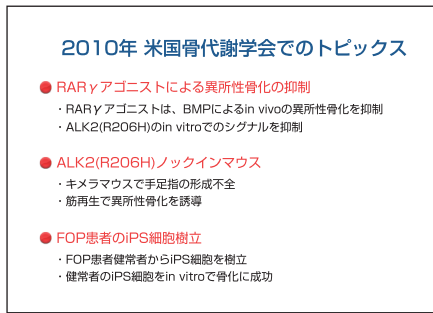 2010年 米国骨代謝学会でのトピックス
● RARγアゴニストによる異所性骨化の抑制
・RARγアゴニストは、BMPによるin vivoの異所性骨化を抑制
・ALK2(R206H)のin vitroでのシグナルを抑制
● ALK2(R206H)ノックインマウス
・キメラマウスで手足指の形成不全
・筋再生で異所性骨化を誘導
● FOP患者のiPS細胞樹立
・FOP患者健常者からiPS細胞を樹立
・健常者のiPS細胞をin vitroで骨化に成功